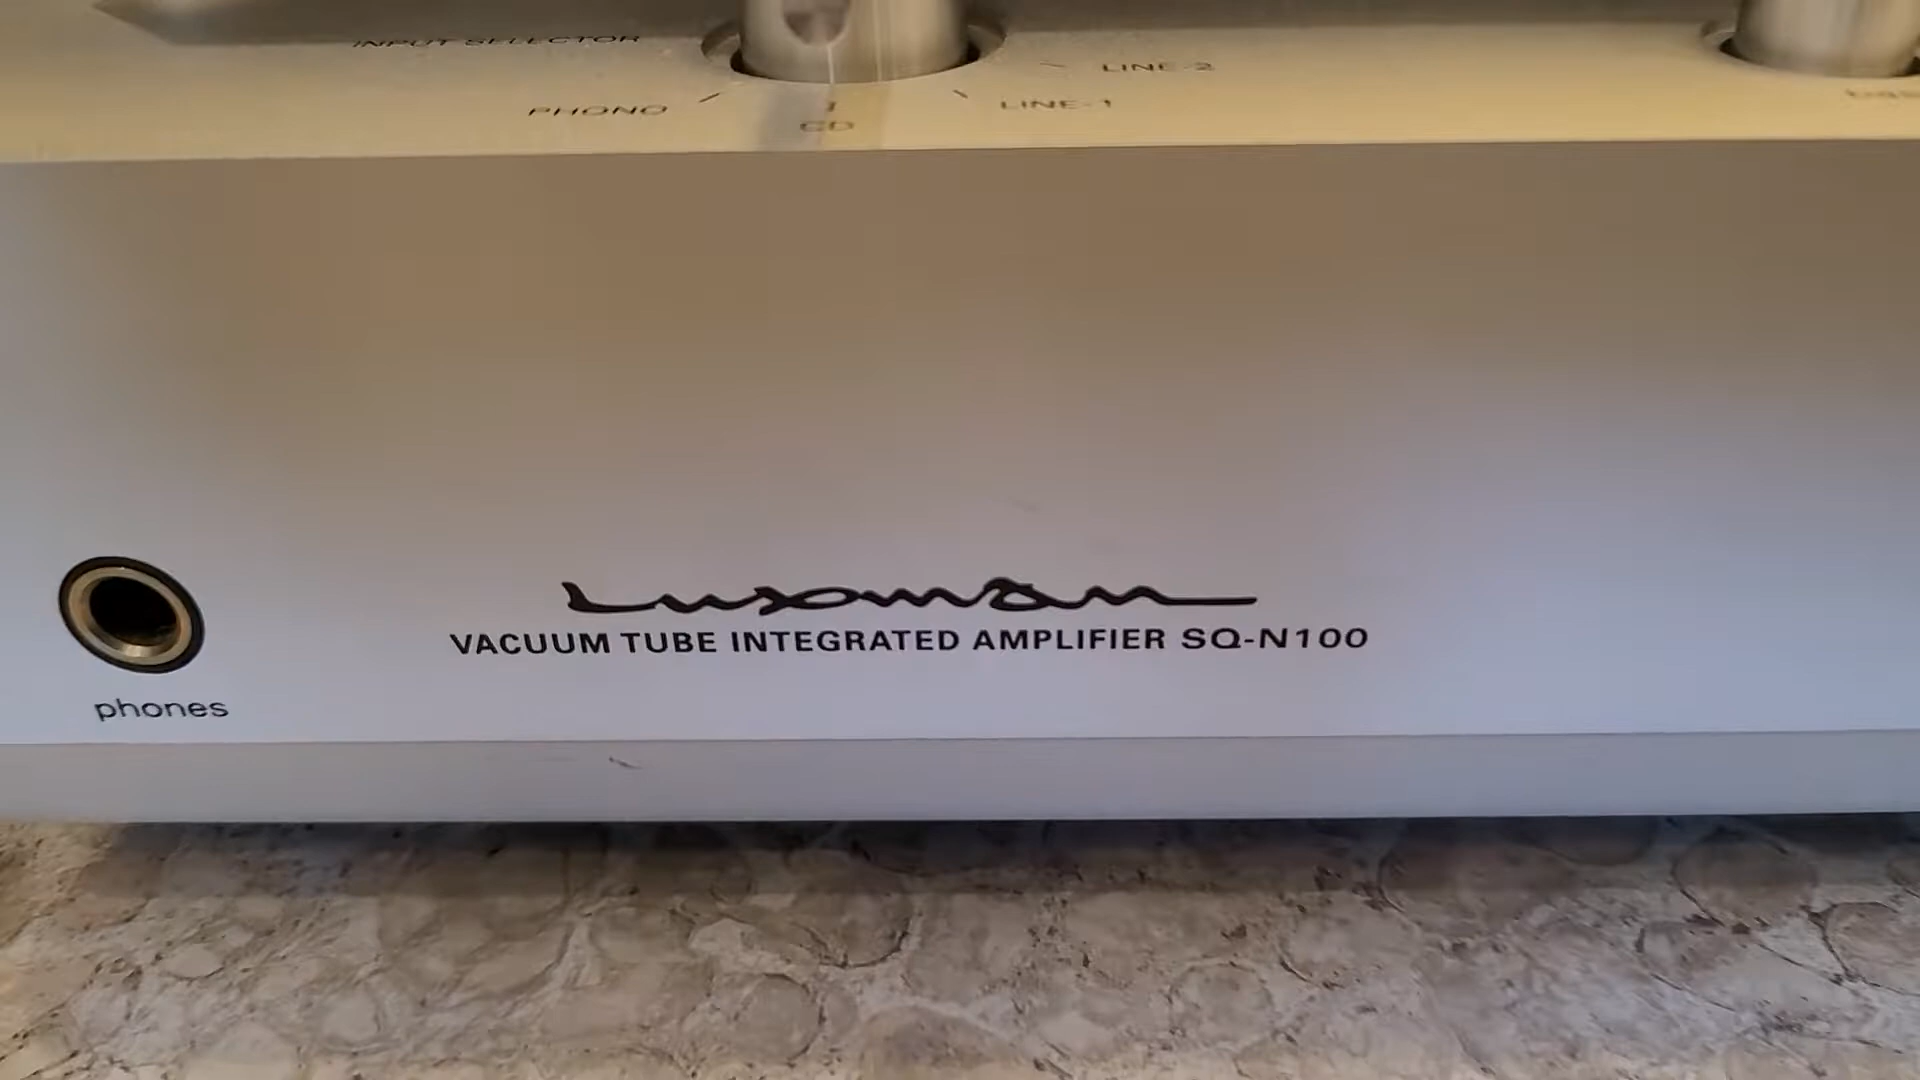 INPUT SELECTOR
LINE-2
PHONO
LINE-1
CD
Luxman
VACUUM TUBE INTEGRATED AMPLIFIER SQ-N100
phones